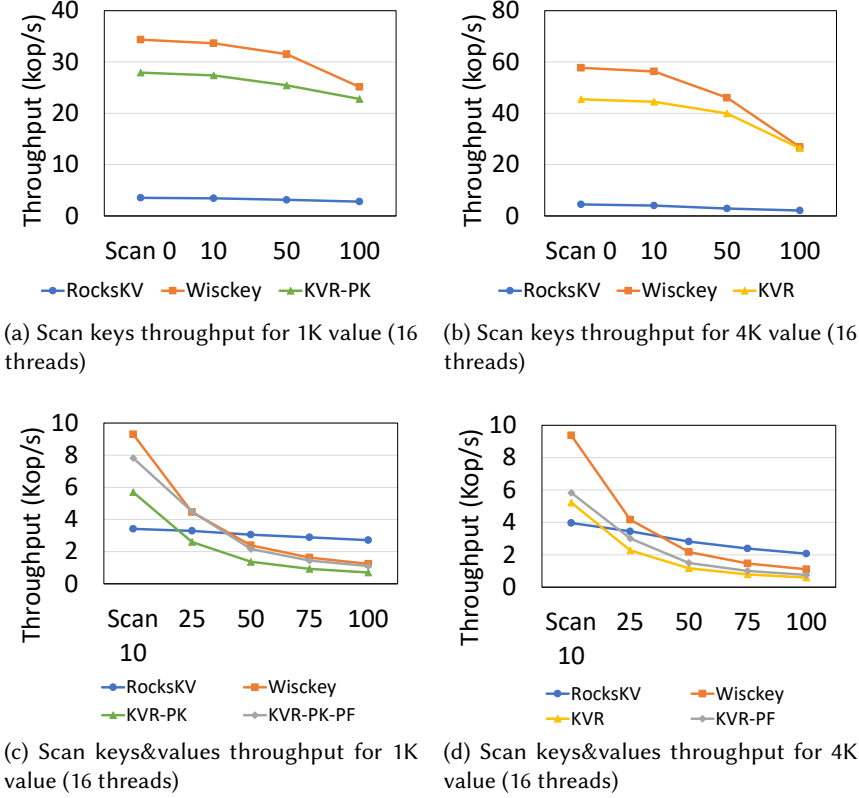 40
30
20
10
0
Throughput (kop/s)
Scan 0 10 50 100
RocksKV Wisckey KVR-PK
(a) Scan keys throughput for 1K value (16
threads)
80
60
40
20
0
Throughput (kop/s)
Scan 0 10 50 100
RocksKV Wisckey KVR
(b) Scan keys throughput for 4K value (16
threads)
10
8
6
4
2
0
Throughput (Kop/s)
Scan 25 50 75 100
10
RocksKV Wisckey
KVR-PK KVR-PK-PF
(c) Scan keys&values throughput for 1K
value (16 threads)
10
8
6
4
2
0
Throughput (Kop/s)
Scan 25 50 75 100
10
RocksKV Wisckey
KVR KVR-PF
(d) Scan keys&values throughput for 4K
value (16 threads)